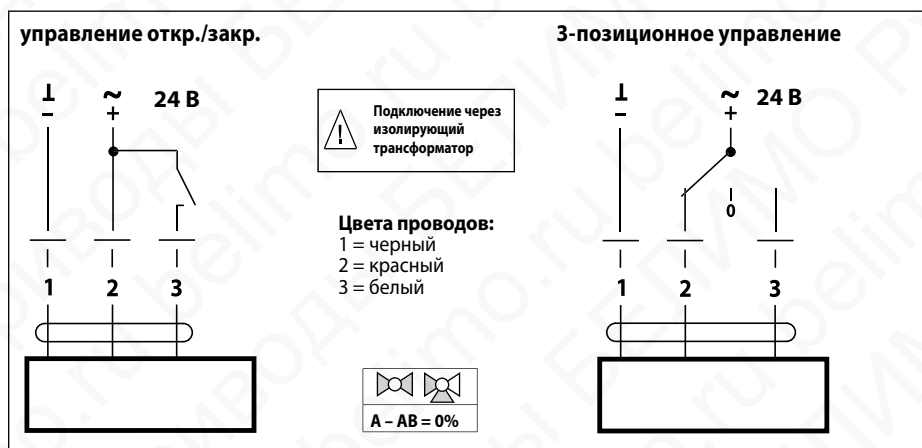 управление откр./закр.
3-позиционное управление
⊥ ~ 24 В
- +
Подключение через
изолирующий
трансформатор
⊥ ~ 24 В
- +
0
Цвета проводов:
1 = черный
2 = красный
3 = белый
1 2 3
1 2 3
A – AB = 0%